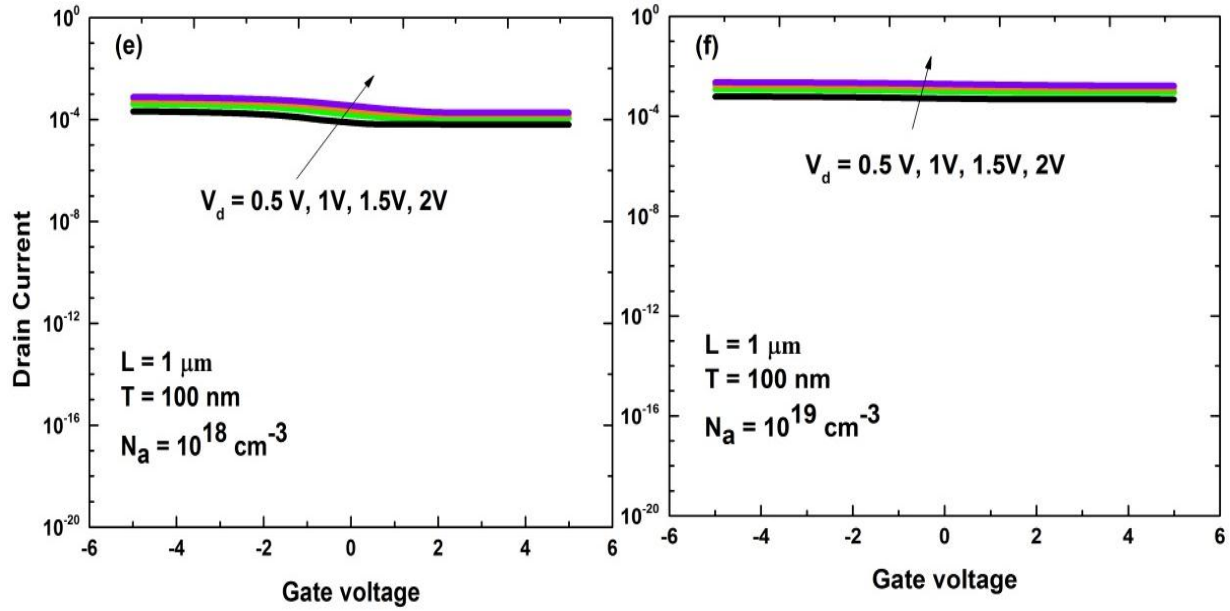 (e)
10^0
10^-4
10^-8
10^-12
10^-16
10^-20
Drain Current
V_d = 0.5 V, 1V, 1.5V, 2V
L = 1 μm
T = 100 nm
N_a = 10^18 cm^-3
-6 -4 -2 0 2 4 6
Gate voltage
(f)
10^0
10^-4
10^-8
10^-12
10^-16
10^-20
V_d = 0.5 V, 1V, 1.5V, 2V
L = 1 μm
T = 100 nm
N_a = 10^19 cm^-3
-6 -4 -2 0 2 4 6
Gate voltage